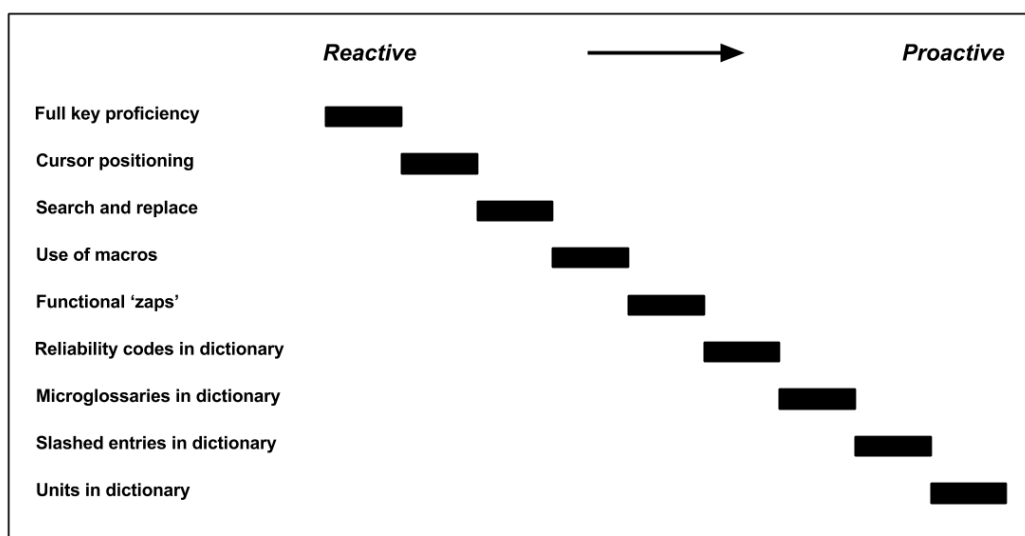 Reactive Proactive
Full key proficiency
Cursor positioning
Search and replace
Use of macros
Functional ‘zaps’
Reliability codes in dictionary
Microglossaries in dictionary
Slashed entries in dictionary
Units in dictionary